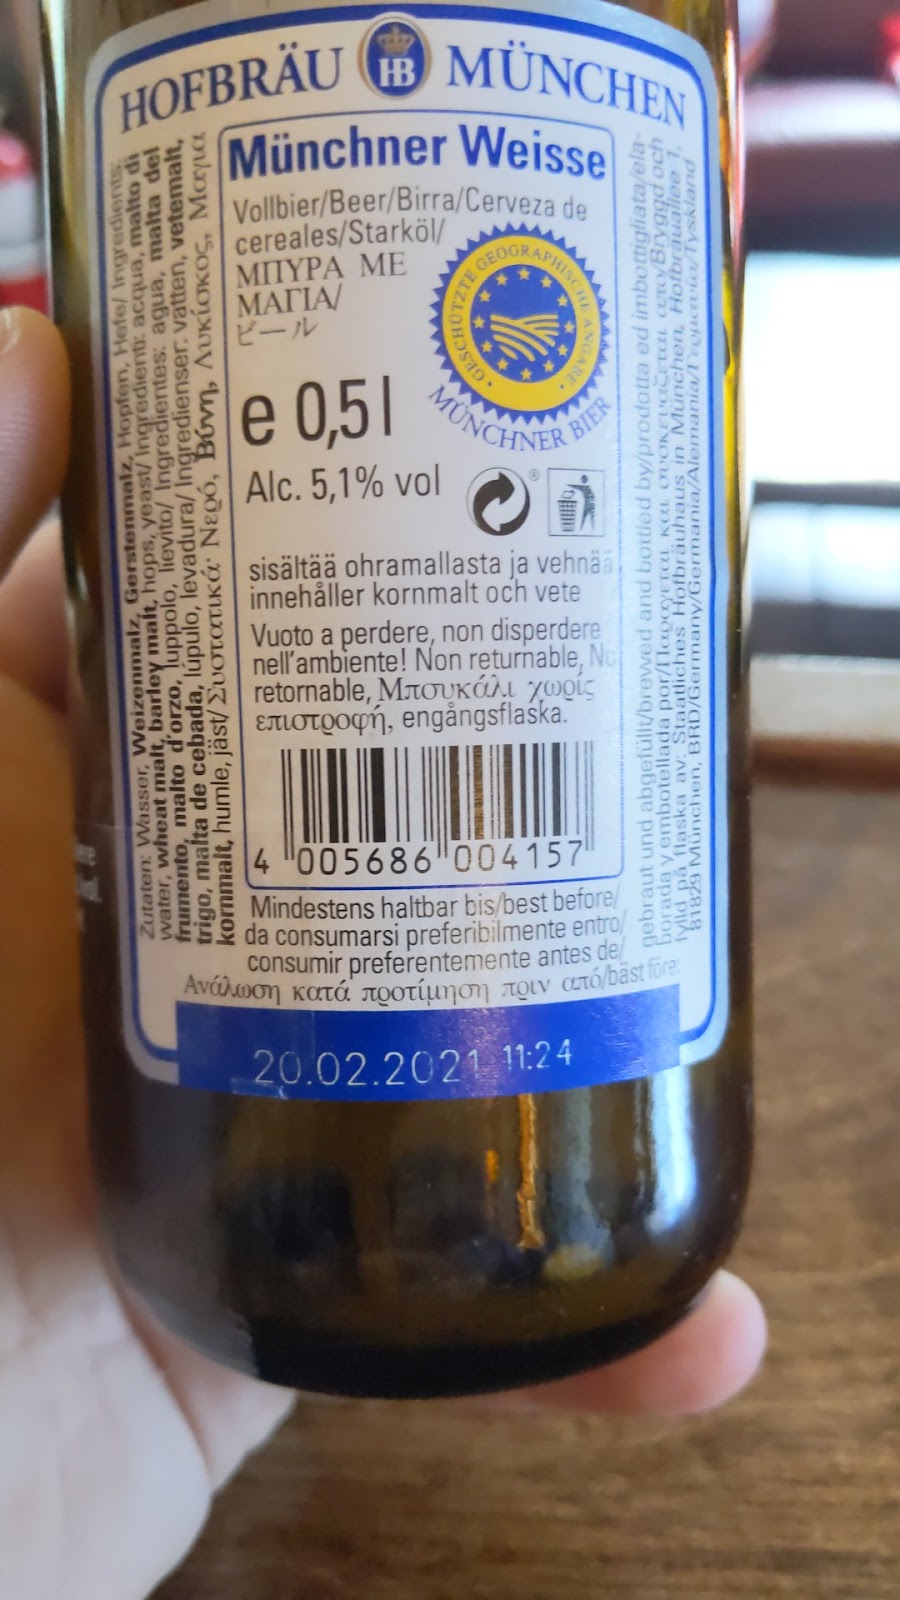 HOFBRÄU HB MÜNCHEN
Münchner Weisse
Vollbier/Beer/Birra/Cerveza de
cereales/Starköl/
ΜΠΥΡΑ ΜΕ
ΜΑΓΙΑ/
ビール
GESCHÜTZTE GEOGRAPHISCHE ANGABE
MÜNCHNER BIER
e 0,5 l
Alc. 5,1% vol
sisältää ohramallasta ja vehnää
innehåller kornmalt och vete
Vuoto a perdere, non disperdere
nell'ambiente! Non returnable, No
retornable, Μπουκάλι χωρίς
επιστροφή, engångsflaska.
4 005686 004157
Mindestens haltbar bis/best before/
da consumarsi preferibilmente entro/
consumir preferentemente antes de/
Ανάλωση κατά προτίμηση πριν από/bäst före:
20.02.2021 11:24
Zutaten: Wasser, Weizenmalz, Gerstenmalz, Hopfen, Hefe/ Ingredients:
water, wheat malt, barley malt, hops, yeast/ Ingredienti: acqua, malto di
frumento, malto d'orzo, luppolo, lievito/ Ingredientes: agua, malta del
trigo, malta de cebada, lúpulo, levadura/ Ingredienser: vatten, vetemalt,
kornmalt, humle, jäst/ Συστατικά: Νερό, Βύνη, Λυκίσκος, Μαγια
gebraut und abgefüllt/brewed and bottled by/prodotta ed imbottigliata/ela-
borada y embotellada por/Παράγεται και συσκευάζεται απο/Bryggd och
fylld på flaska av: Staatliches Hofbräuhaus in München, Hofbräuallee 1,
81829 München, BRD/Germany/Germania/Alemania/Γερμανία/Tyskland